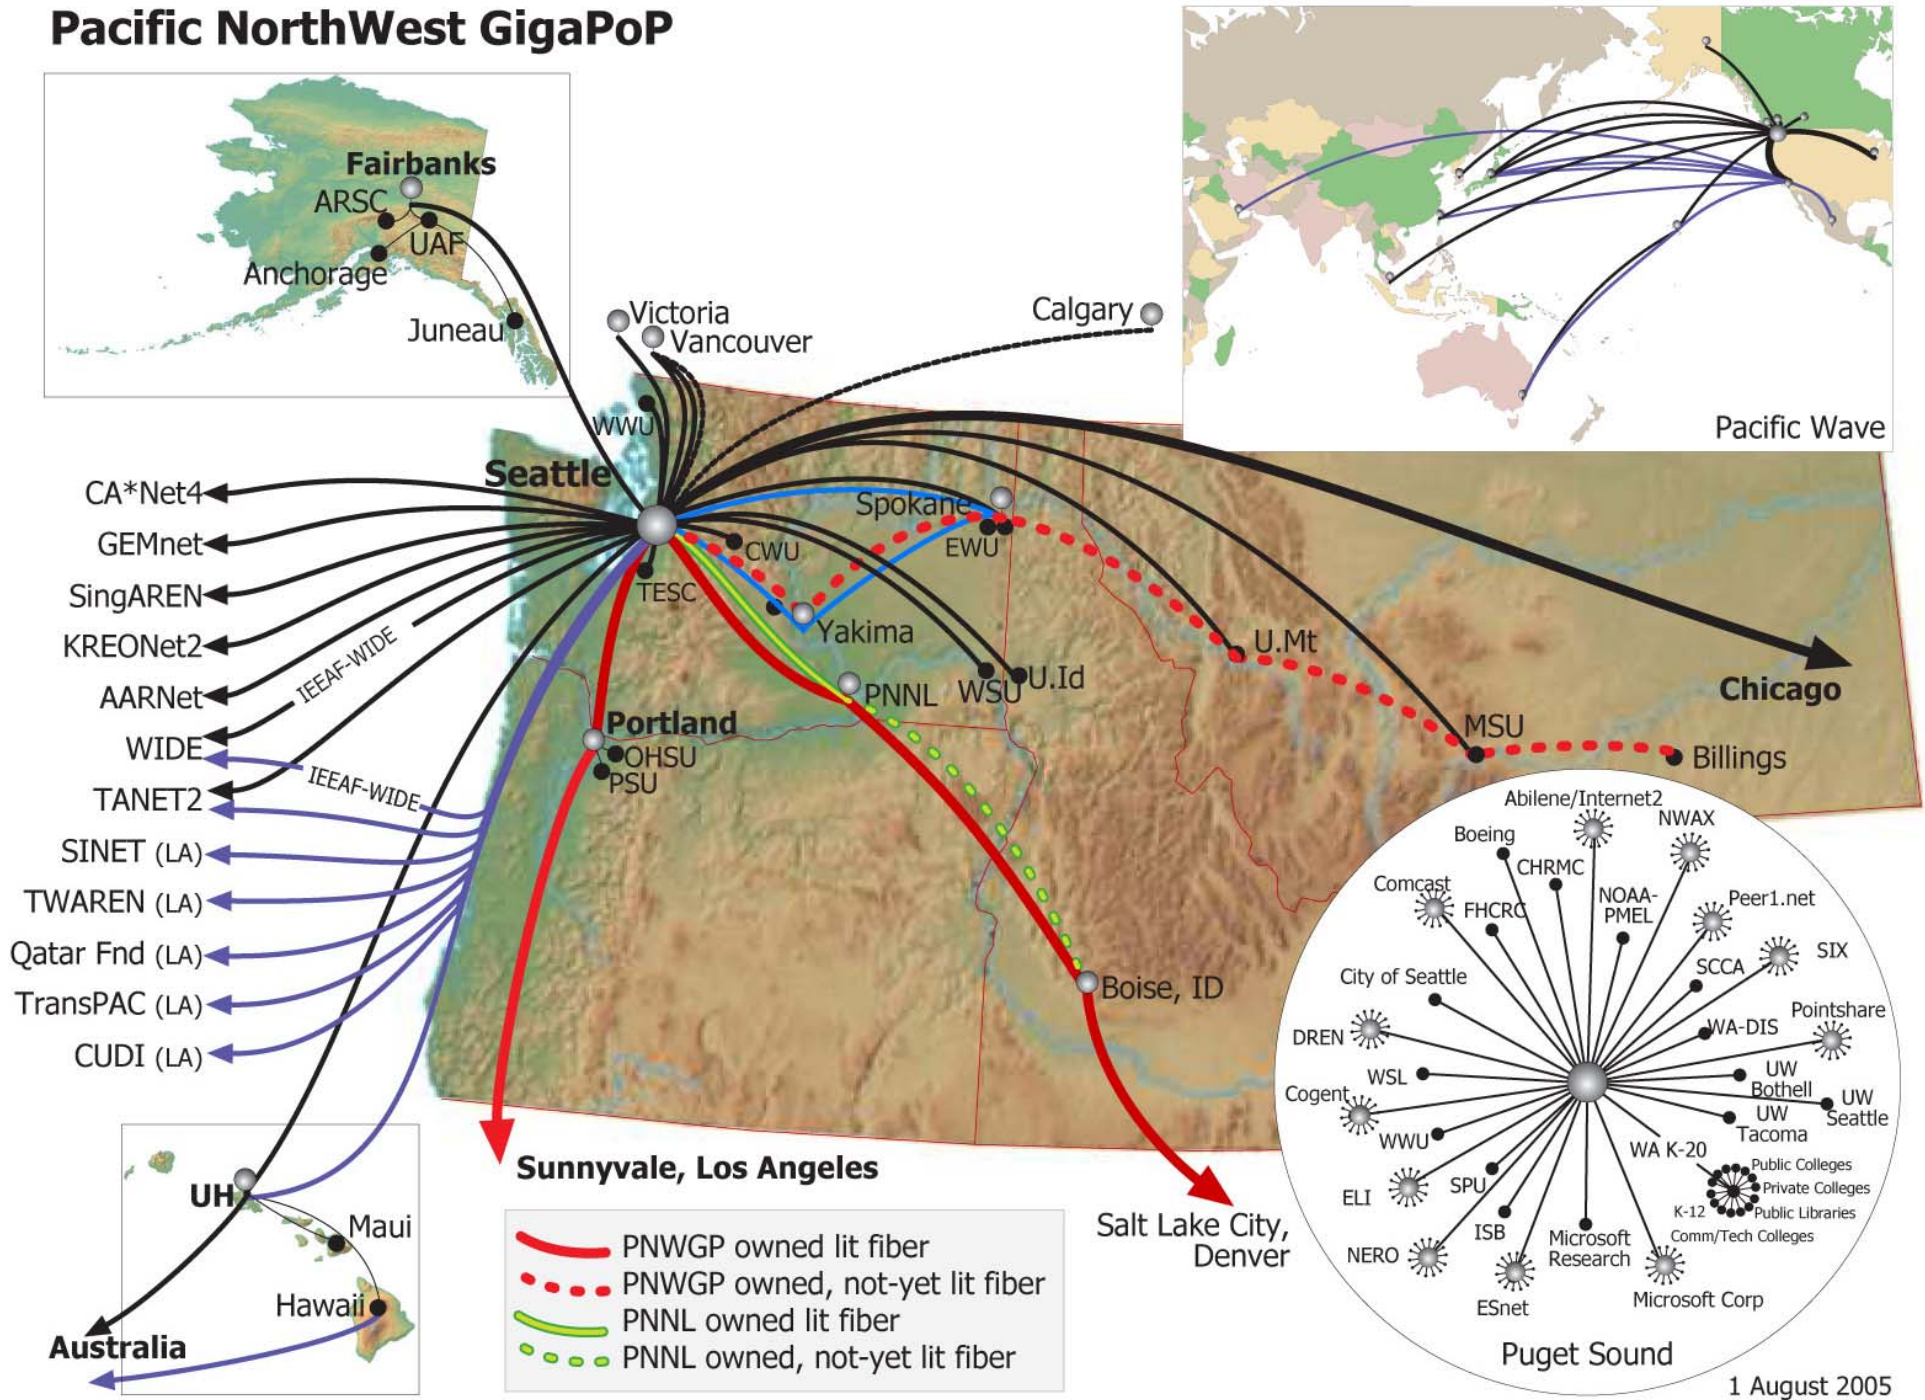 Pacific NorthWest GigaPoP
Fairbanks
ARSC
UAF
Anchorage
Juneau
Pacific Wave
Victoria
Vancouver
Calgary
WWU
Seattle
CA*Net4
GEMnet
SingAREN
KREONet2
AARNet
WIDE
TANET2
SINET (LA)
TWAREN (LA)
Qatar Fnd (LA)
TransPAC (LA)
CUDI (LA)
IEEAF-WIDE
IEEAF-WIDE
Spokane
EWU
CWU
TESC
Yakima
PNNL
WSU
U.Id
U.Mt
MSU
Billings
Chicago
Portland
OHSU
PSU
Boise, ID
Sunnyvale, Los Angeles
Salt Lake City,
Denver
UH
Maui
Hawaii
Australia
PNWGP owned lit fiber
PNWGP owned, not-yet lit fiber
PNNL owned lit fiber
PNNL owned, not-yet lit fiber
Abilene/Internet2
NWAX
Boeing
CHRMC
Comcast
FHCRC
NOAA-
PMEL
Peer1.net
SIX
SCCA
City of Seattle
Pointshare
WA-DIS
DREN
WSL
UW
Bothell
Cogent
UW
Seattle
UW
Tacoma
WWU
WA K-20
Public Colleges
Private Colleges
Public Libraries
K-12
Comm/Tech Colleges
ELI
SPU
ISB
Microsoft
Research
NERO
ESnet
Microsoft Corp
Puget Sound
1 August 2005